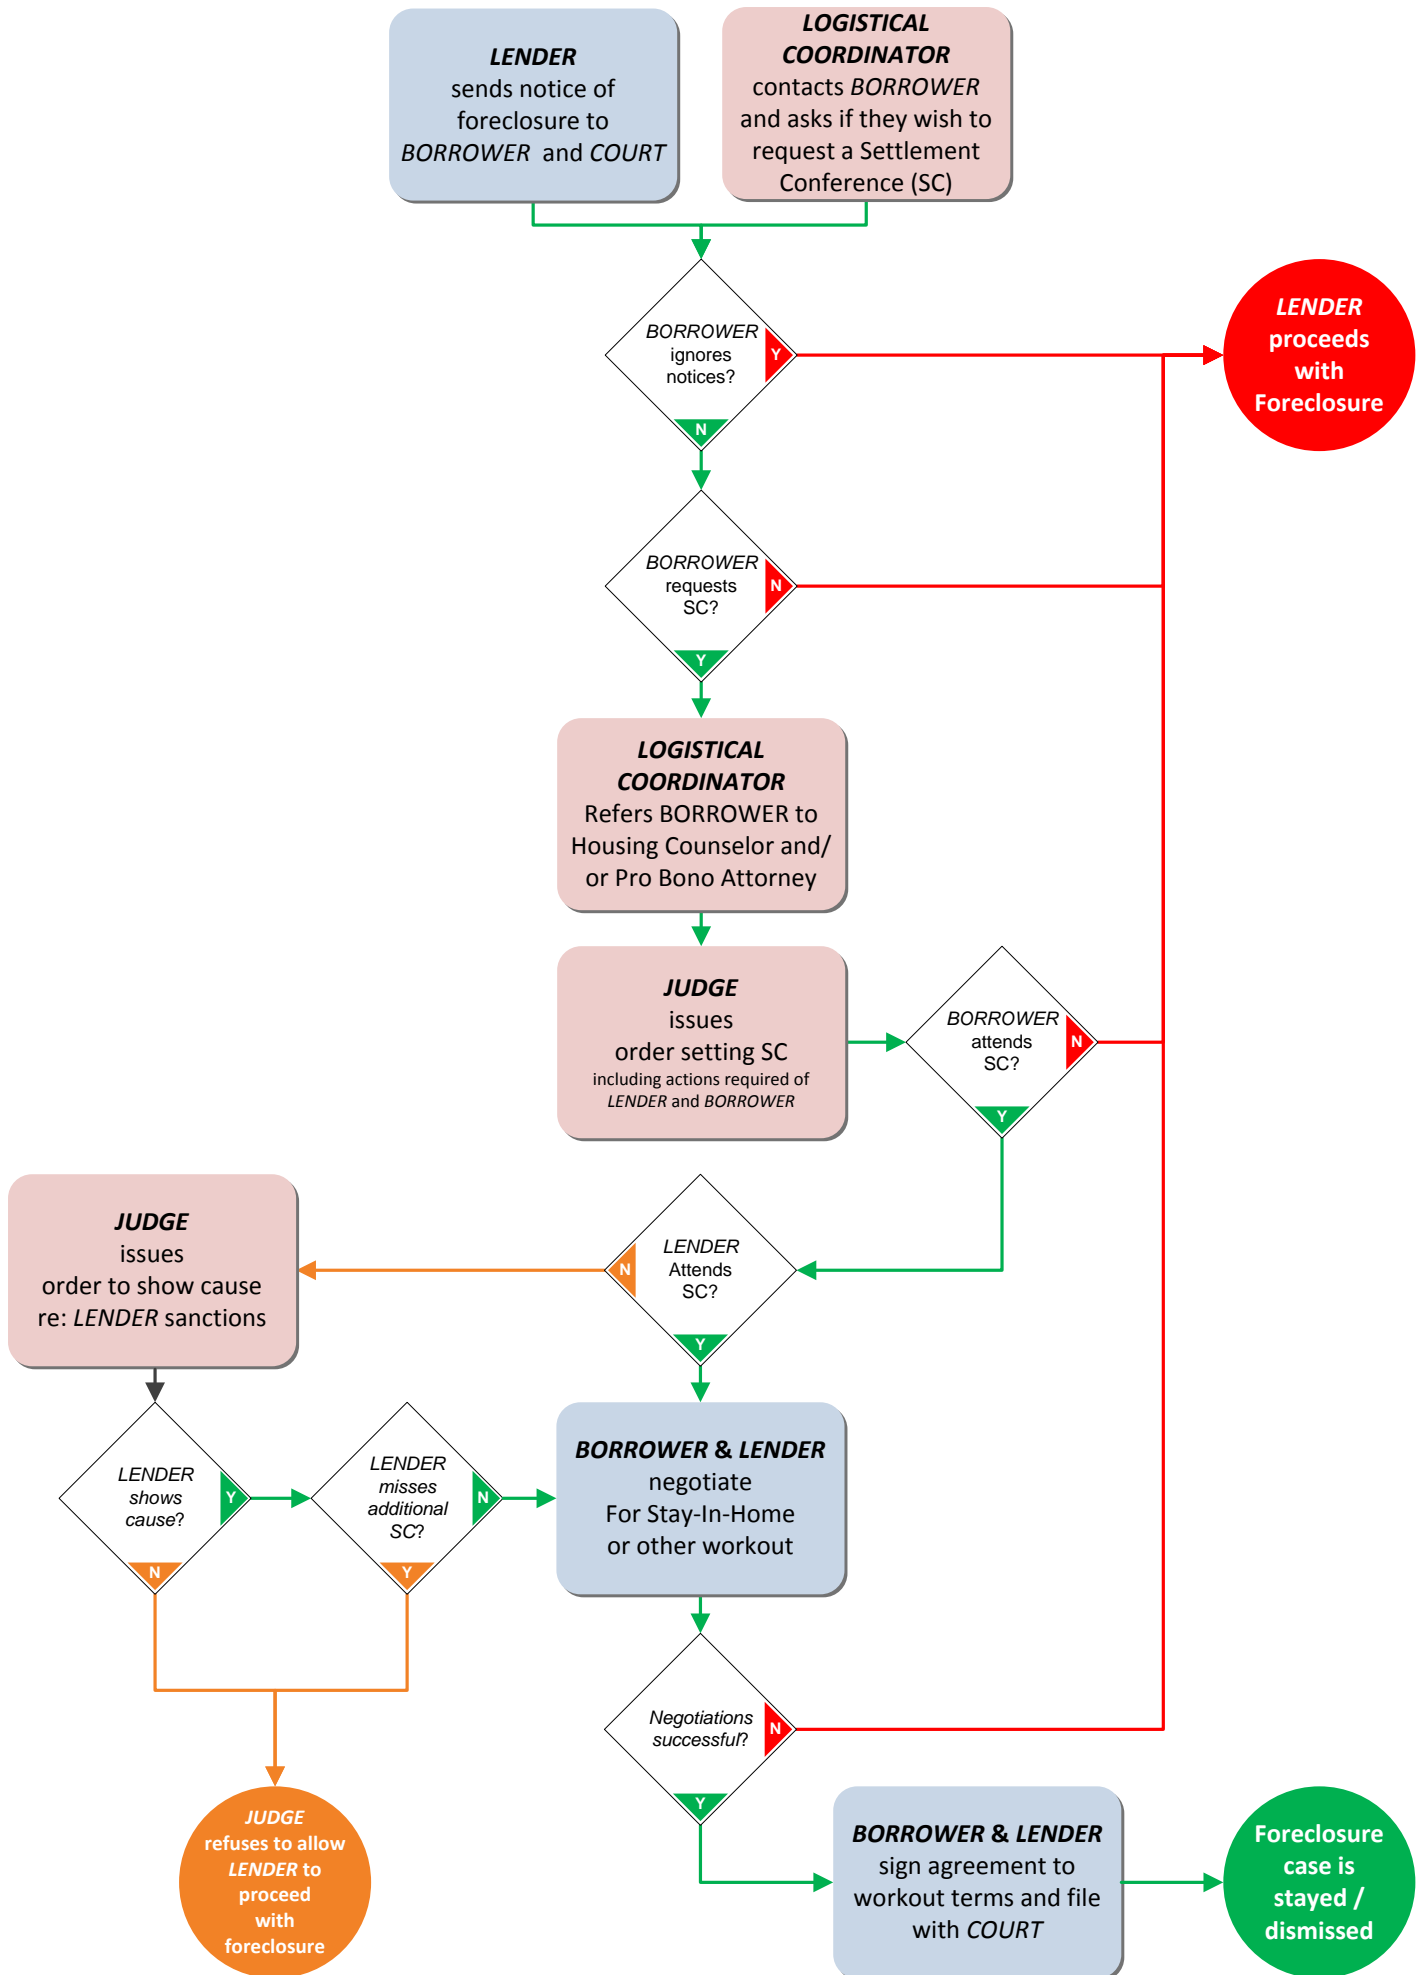 LENDER
sends notice of
foreclosure to
BORROWER and COURT
LOGISTICAL
COORDINATOR
contacts BORROWER
and asks if they wish to
request a Settlement
Conference (SC)
BORROWER
ignores
notices?
Y
N
LENDER
proceeds
with
Foreclosure
BORROWER
requests
SC?
N
Y
LOGISTICAL
COORDINATOR
Refers BORROWER to
Housing Counselor and/
or Pro Bono Attorney
JUDGE
issues
order setting SC
including actions required of
LENDER and BORROWER
BORROWER
attends
SC?
N
Y
JUDGE
issues
order to show cause
re: LENDER sanctions
LENDER
Attends
SC?
N
Y
LENDER
shows
cause?
Y
N
LENDER
misses
additional
SC?
N
Y
BORROWER & LENDER
negotiate
For Stay-In-Home
or other workout
Negotiations
successful?
N
Y
JUDGE
refuses to allow
LENDER to
proceed
with
foreclosure
BORROWER & LENDER
sign agreement to
workout terms and file
with COURT
Foreclosure
case is
stayed /
dismissed